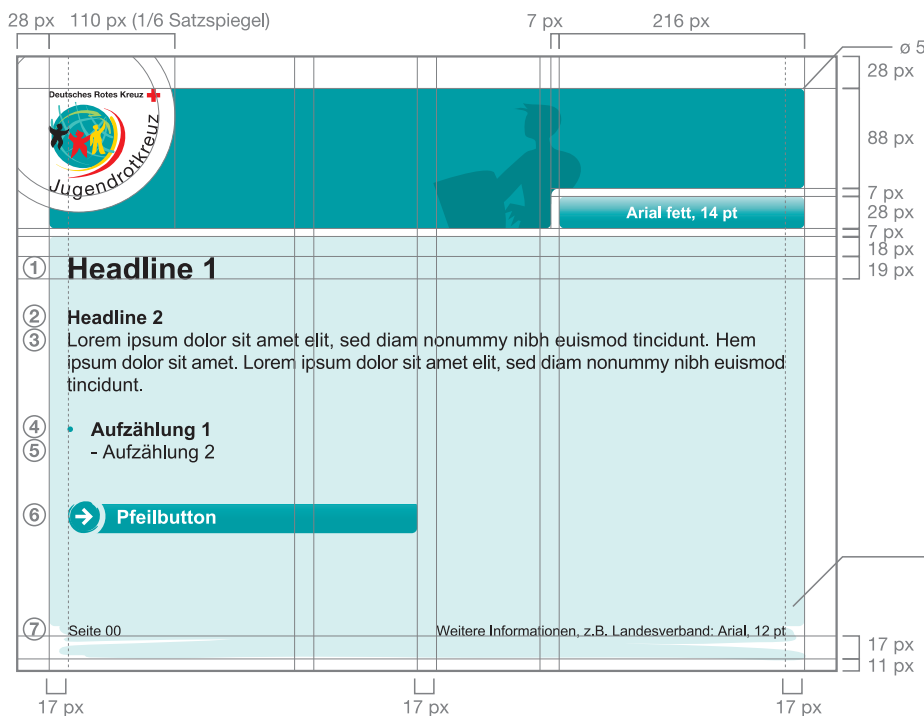 28 px 110 px (1/6 Satzspiegel) 7 px 216 px
ø 5
28 px
Deutsches Rotes Kreuz
Jugendrotkreuz
88 px
7 px
Arial fett, 14 pt 28 px
7 px
18 px
1 Headline 1 19 px
2 Headline 2
3 Lorem ipsum dolor sit amet elit, sed diam nonummy nibh euismod tincidunt. Hem
ipsum dolor sit amet. Lorem ipsum dolor sit amet elit, sed diam nonummy nibh euismod
tincidunt.
4 • Aufzählung 1
5 - Aufzählung 2
6 Pfeilbutton
7 Seite 00 Weitere Informationen, z.B. Landesverband: Arial, 12 pt
17 px
11 px
17 px 17 px 17 px